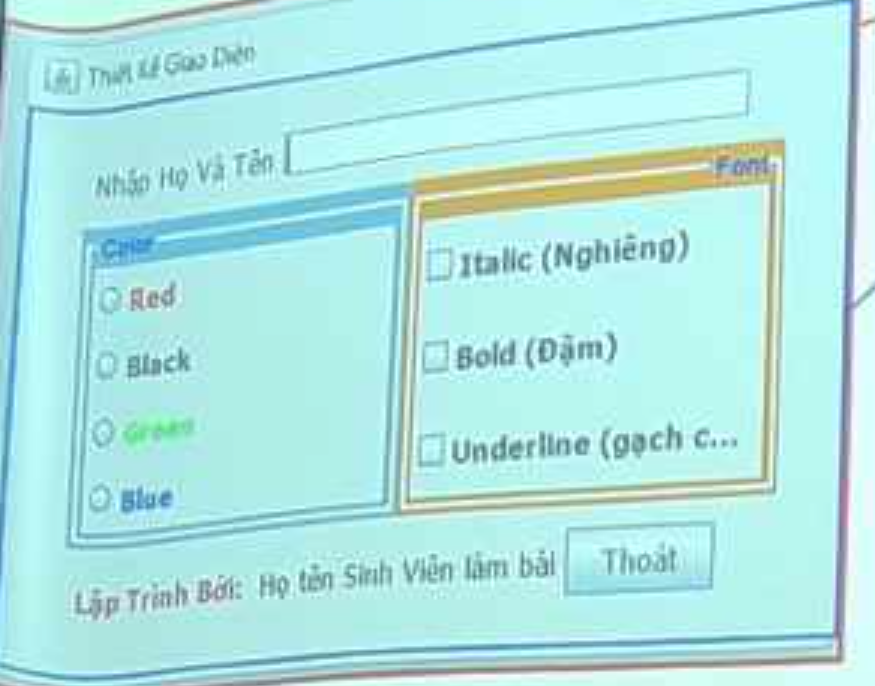 Thiết Kế Giao Diện
Nhập Họ Và Tên
Color
Font
Red
Italic (Nghiêng)
Black
Bold (Đậm)
Green
Underline (gạch c...
Blue
Lập Trình Bởi: Họ tên Sinh Viên làm bài
Thoát